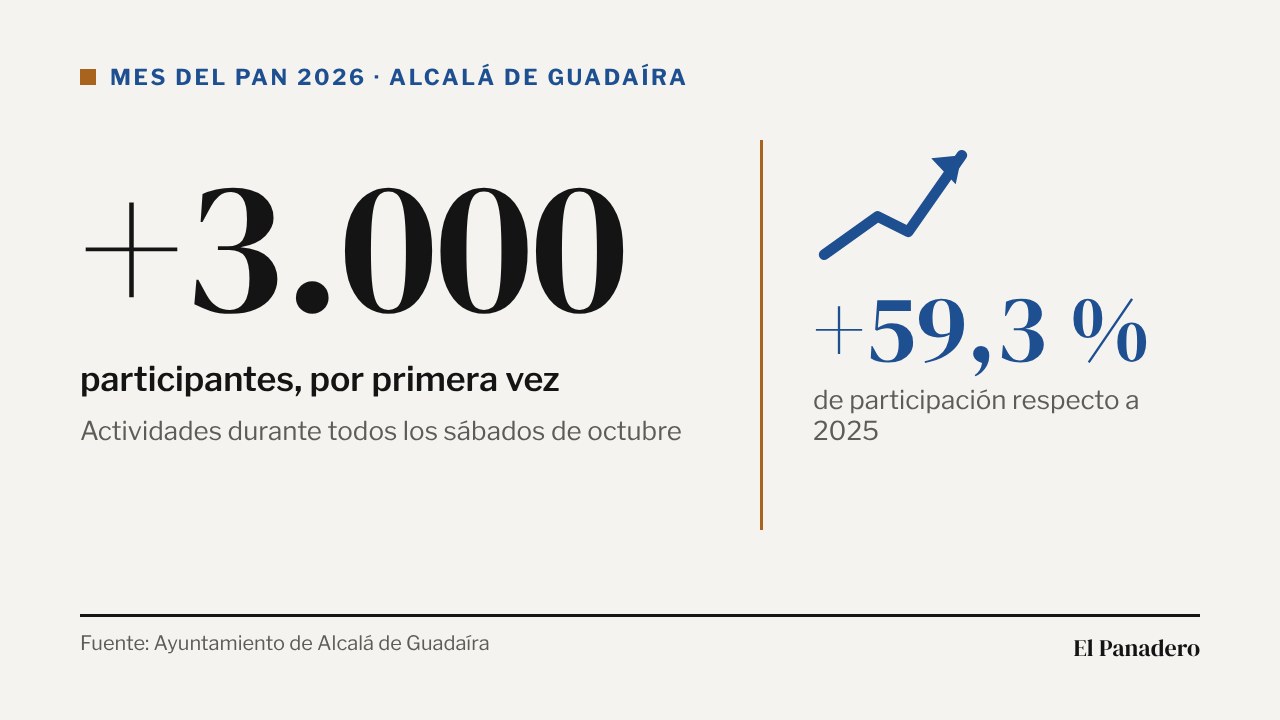 MES DEL PAN 2026 · ALCALÁ DE GUADAÍRA
+3.000
participantes, por primera vez
Actividades durante todos los sábados de octubre
+59,3 %
de participación respecto a
2025
Fuente: Ayuntamiento de Alcalá de Guadaíra
El Panadero